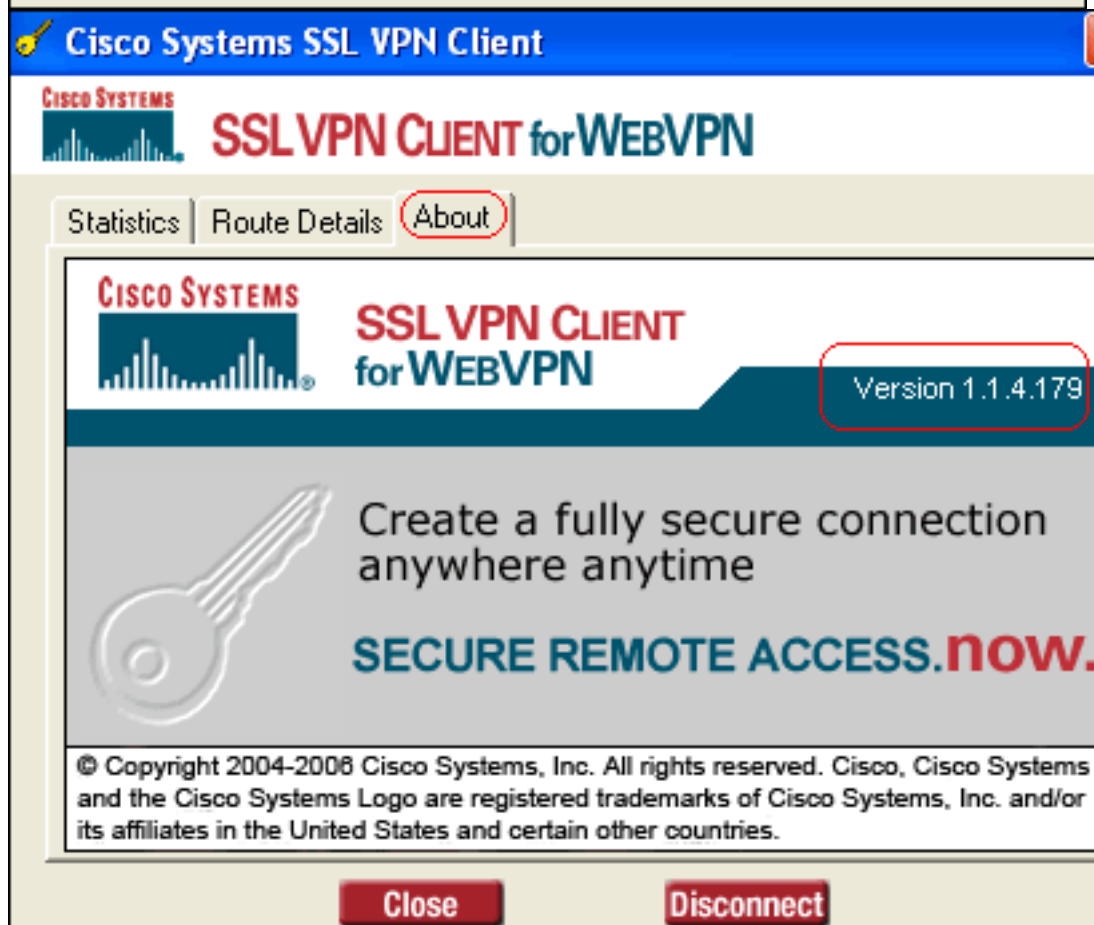 Cisco Systems SSL VPN Client
CISCO SYSTEMS
SSL VPN CLIENT for WEBVPN
Statistics Route Details About
CISCO SYSTEMS
SSL VPN CLIENT
for WEBVPN
Version 1.1.4.179
Create a fully secure connection
anywhere anytime
SECURE REMOTE ACCESS.now.
© Copyright 2004-2006 Cisco Systems, Inc. All rights reserved. Cisco, Cisco Systems
and the Cisco Systems Logo are registered trademarks of Cisco Systems, Inc. and/or
its affiliates in the United States and certain other countries.
Close Disconnect